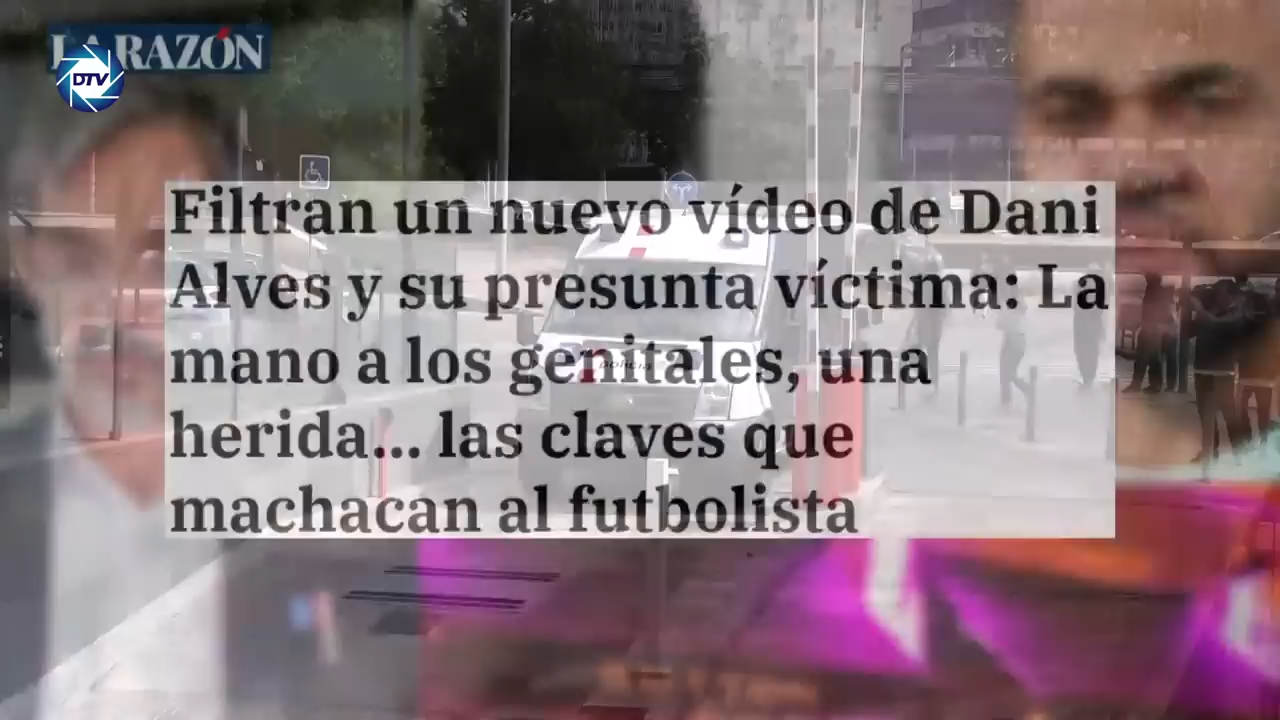 LA RAZÓN
DTV
Filtran un nuevo vídeo de Dani
Alves y su presunta víctima: La
mano a los genitales, una
herida... las claves que
machacan al futbolista